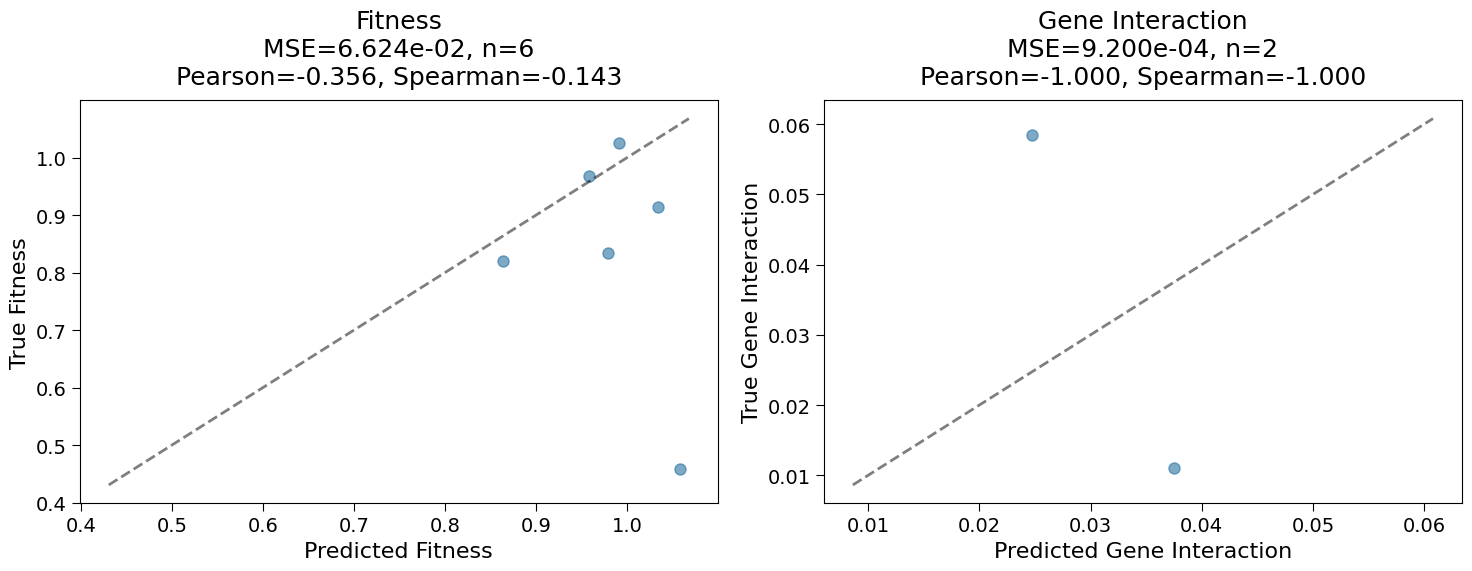 Fitness
MSE=6.624e-02, n=6
Pearson=-0.356, Spearman=-0.143
True Fitness
1.0
0.9
0.8
0.7
0.6
0.5
0.4
0.4 0.5 0.6 0.7 0.8 0.9 1.0
Predicted Fitness
Gene Interaction
MSE=9.200e-04, n=2
Pearson=-1.000, Spearman=-1.000
True Gene Interaction
0.06
0.05
0.04
0.03
0.02
0.01
0.01 0.02 0.03 0.04 0.05 0.06
Predicted Gene Interaction